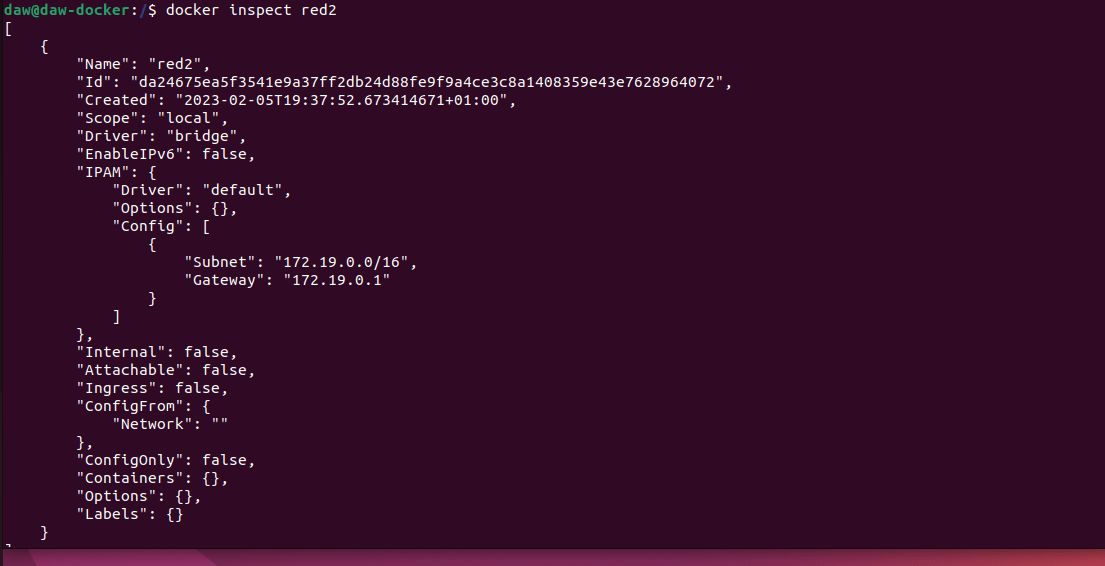 daw@daw-docker:/$ docker inspect red2
[
    {
        "Name": "red2",
        "Id": "da24675ea5f3541e9a37ff2db24d88fe9f9a4ce3c8a1408359e43e7628964072",
        "Created": "2023-02-05T19:37:52.673414671+01:00",
        "Scope": "local",
        "Driver": "bridge",
        "EnableIPv6": false,
        "IPAM": {
            "Driver": "default",
            "Options": {},
            "Config": [
                {
                    "Subnet": "172.19.0.0/16",
                    "Gateway": "172.19.0.1"
                }
            ]
        },
        "Internal": false,
        "Attachable": false,
        "Ingress": false,
        "ConfigFrom": {
            "Network": ""
        },
        "ConfigOnly": false,
        "Containers": {},
        "Options": {},
        "Labels": {}
    }